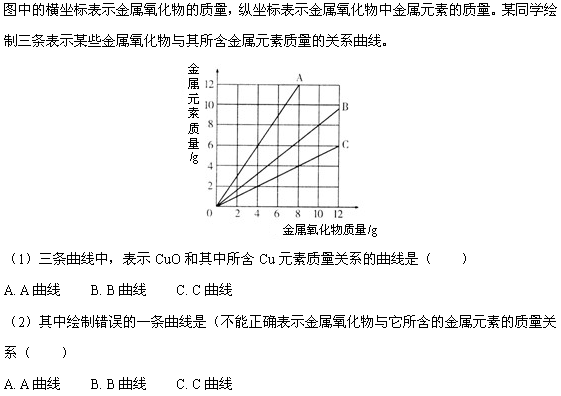 图中的横坐标表示金属氧化物的质量，纵坐标表示金属氧化物中金属元素的质量。某同学绘
制三条表示某些金属氧化物与其所含金属元素质量的关系曲线。
金属元素质量/g
12
10
8
6
4
2
0
A
B
C
2 4 6 8 10 12
金属氧化物质量/g
（1）三条曲线中，表示 CuO 和其中所含 Cu 元素质量关系的曲线是（　　）
A. A 曲线　　B. B 曲线　　C. C 曲线
（2）其中绘制错误的一条曲线是（不能正确表示金属氧化物与它所含的金属元素的质量关
系（　　）
A. A 曲线　　B. B 曲线　　C. C 曲线